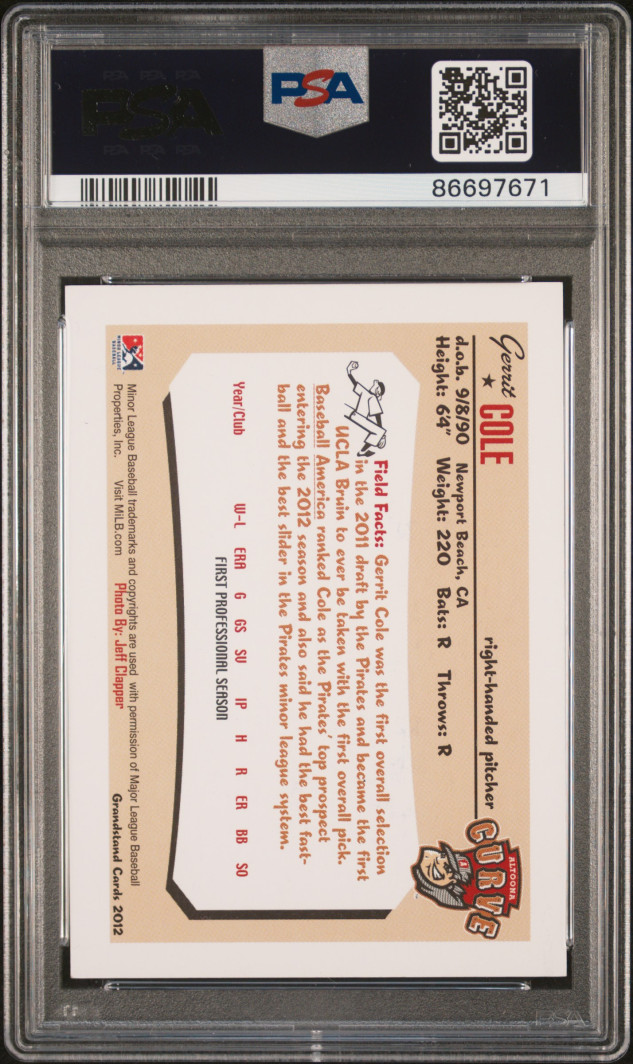 PSA
PSA
86697671
Gerrit COLE
right-handed pitcher
d.o.b. 9/8/90 Newport Beach, CA
Height: 6'4" Weight: 220 Bats: R Throws: R
ALTOONA
CURVE
Field Facts: Gerrit Cole was the first overall selection
in the 2011 draft by the Pirates and became the first
UCLA Bruin to ever be taken with the first overall pick.
Baseball America ranked Cole as the Pirates' top prospect
entering the 2012 season and also said he had the best fast-
ball and the best slider in the Pirates minor league system.
Year/Club W-L ERA G GS SV IP H R ER BB SO
FIRST PROFESSIONAL SEASON
MINOR LEAGUE
BASEBALL
Minor League Baseball trademarks and copyrights are used with permission of Major League Baseball
Properties, Inc. Visit MiLB.com Photo By: Jeff Clapper
Grandstand Cards 2012
PSA